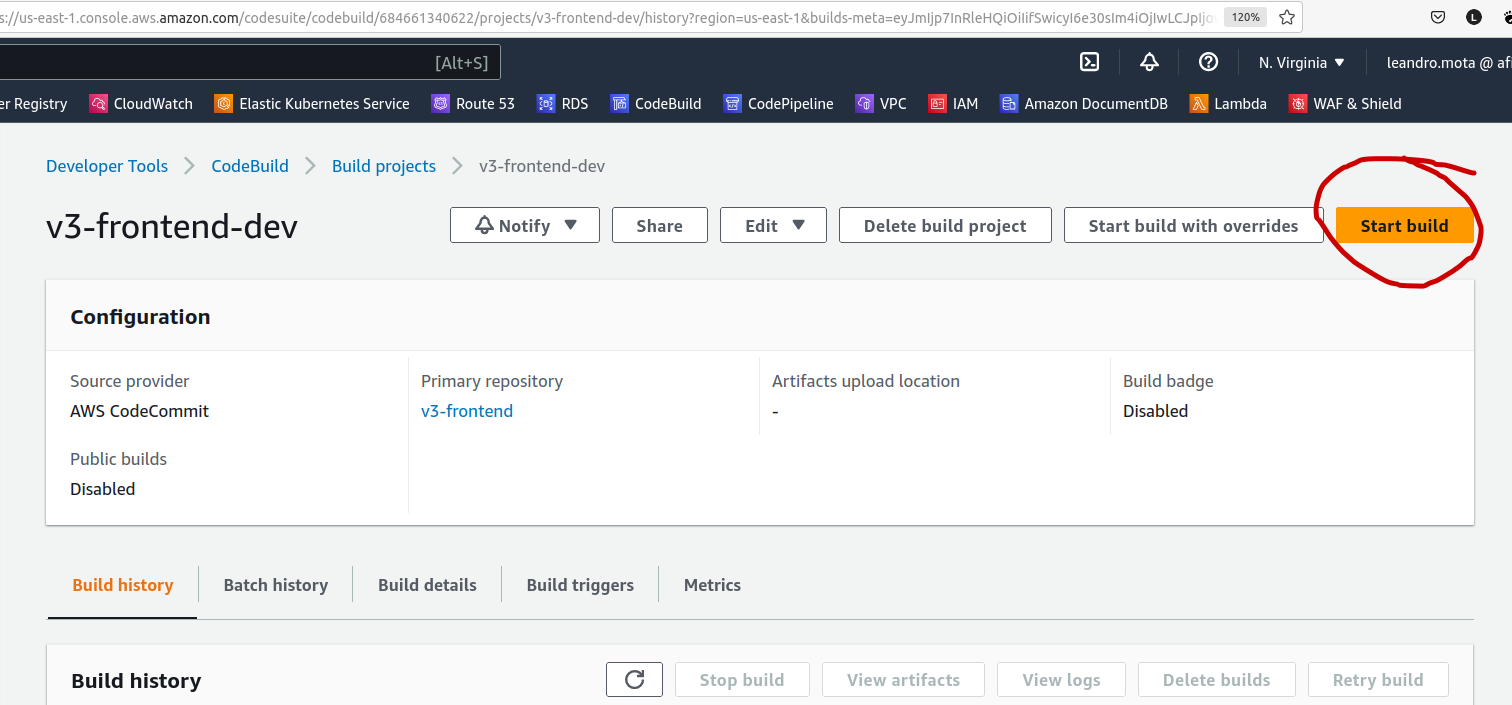 s://us-east-1.console.aws.amazon.com/codesuite/codebuild/684661340622/projects/v3-frontend-dev/history?region=us-east-1&builds-meta= 120%
[Alt+S] N. Virginia ▼ leandro.mota @
Registry CloudWatch Elastic Kubernetes Service Route 53 RDS CodeBuild CodePipeline VPC IAM Amazon DocumentDB Lambda WAF & Shield
Developer Tools > CodeBuild > Build projects > v3-frontend-dev
v3-frontend-dev Notify ▼ Share Edit ▼ Delete build project Start build with overrides Start build
Configuration
Source provider Primary repository Artifacts upload location Build badge
AWS CodeCommit v3-frontend - Disabled
Public builds
Disabled
Build history Batch history Build details Build triggers Metrics
Build history Stop build View artifacts View logs Delete builds Retry build